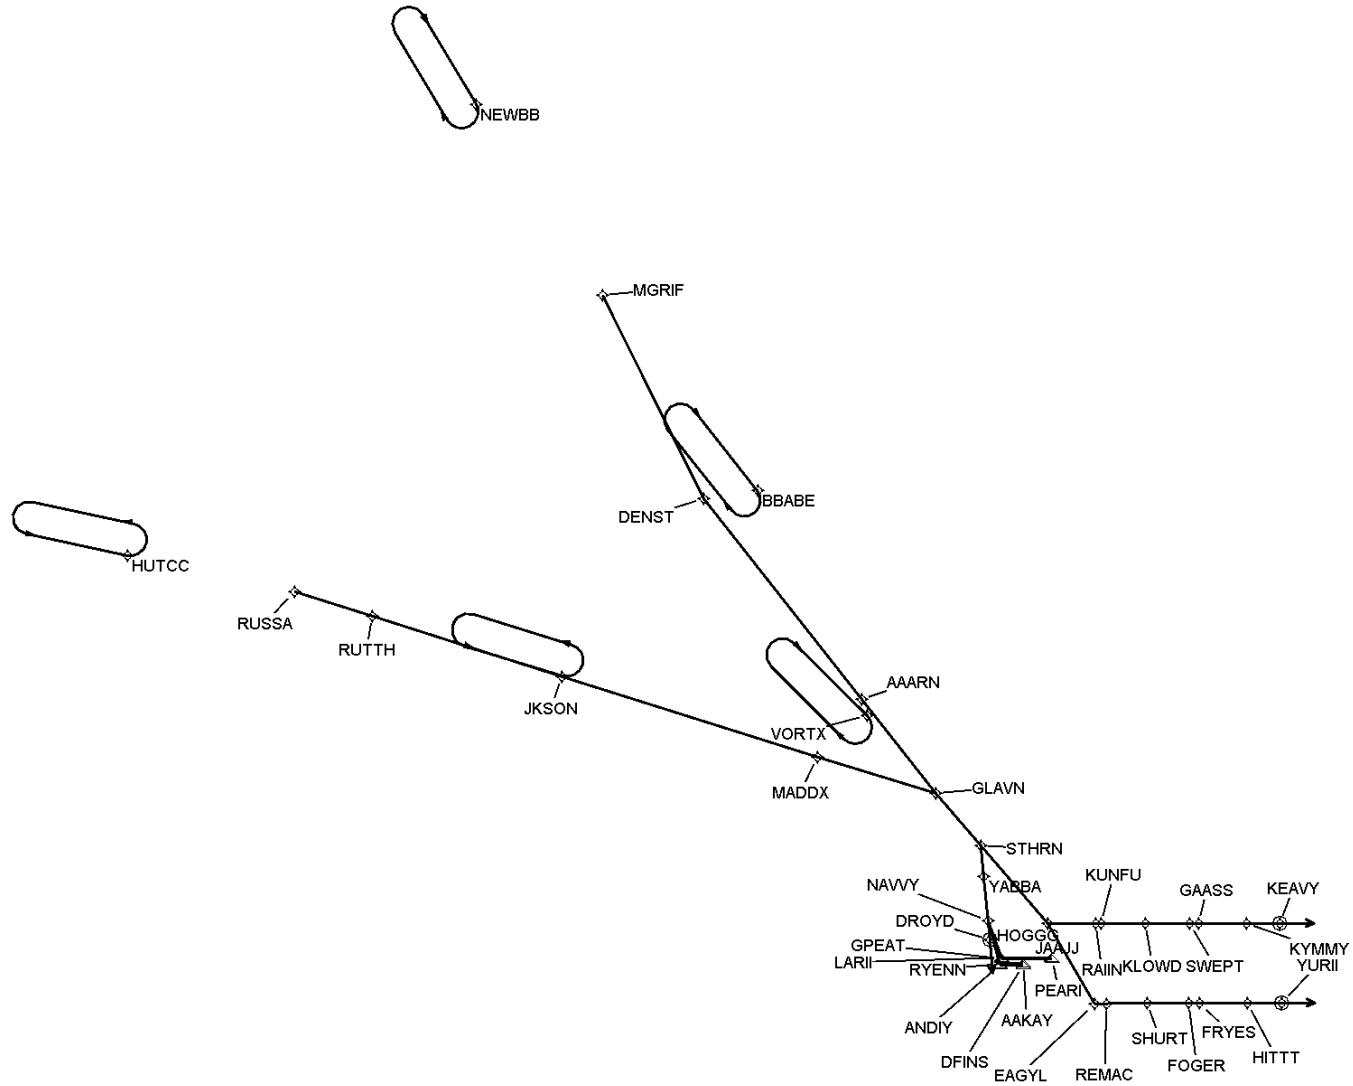 NEWBB
MGRIF
BBABE
DENST
HUTCC
RUSSA
RUTTH
JKSON
AAARN
VORTX
MADDX
GLAVN
STHRN
NAVVY
YABBA
KUNFU
GAASS
KEAVY
DROYD
HOGGG
GPEAT
JAAJJ
LARII
RYENN
RAIIN
KLOWD
SWEPT
KYMMY
YURII
PEARI
ANDIY
AAKAY
DFINS
EAGYL
REMAC
SHURT
FOGER
FRYES
HITTT